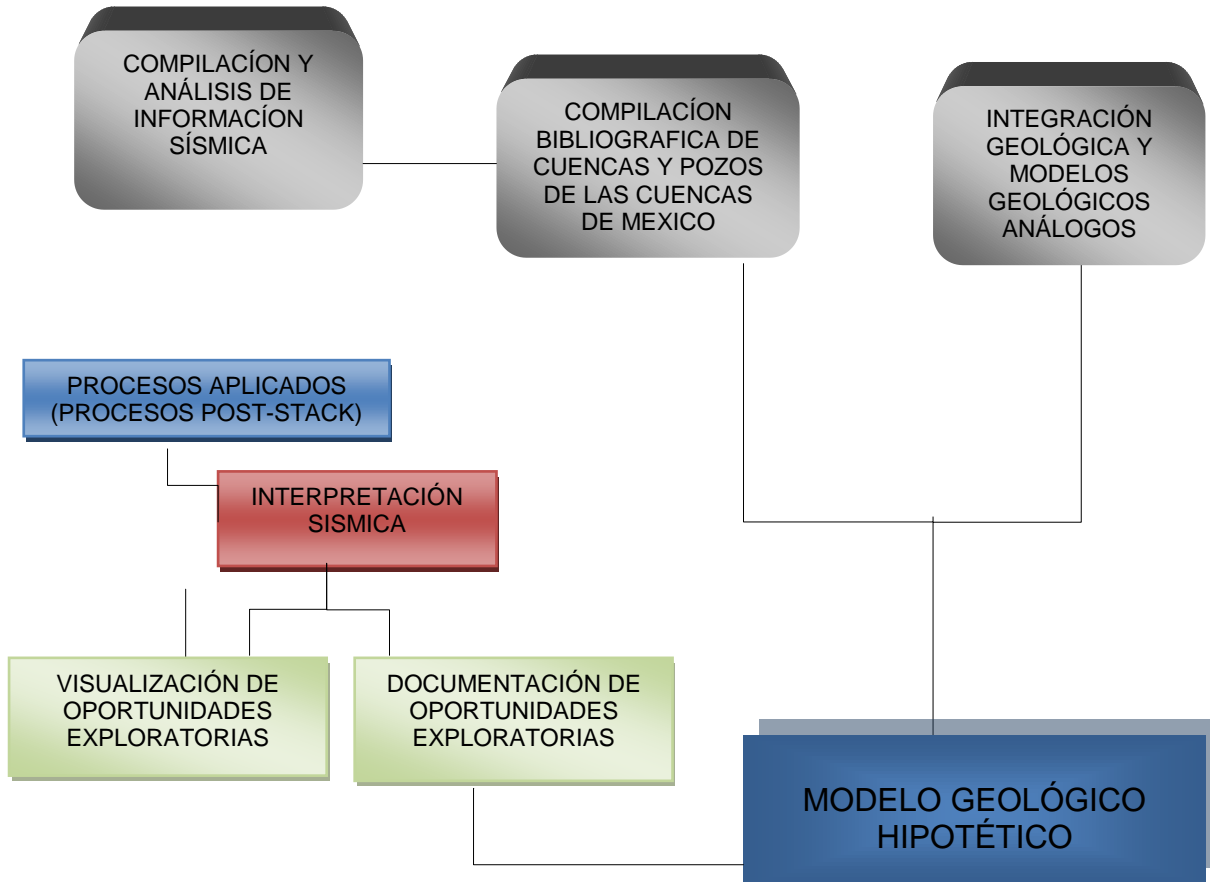 COMPILACÍON Y
ANÁLISIS DE
INFORMACÍON
SÍSMICA
COMPILACÍON
BIBLIOGRAFICA DE
CUENCAS Y POZOS
DE LAS CUENCAS
DE MEXICO
INTEGRACIÓN
GEOLÓGICA Y
MODELOS
GEOLÓGICOS
ANÁLOGOS
PROCESOS APLICADOS
(PROCESOS POST-STACK)
INTERPRETACIÓN
SISMICA
VISUALIZACIÓN DE
OPORTUNIDADES
EXPLORATORIAS
DOCUMENTACIÓN DE
OPORTUNIDADES
EXPLORATORIAS
MODELO GEOLÓGICO
HIPOTÉTICO